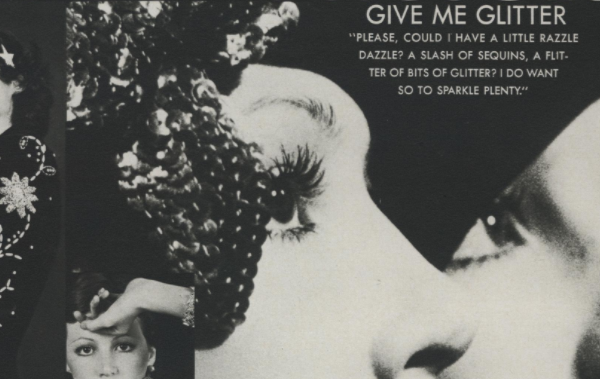 GIVE ME GLITTER
"PLEASE, COULD I HAVE A LITTLE RAZZLE
DAZZLE? A SLASH OF SEQUINS, A FLIT-
TER OF BITS OF GLITTER? I DO WANT
SO TO SPARKLE PLENTY."